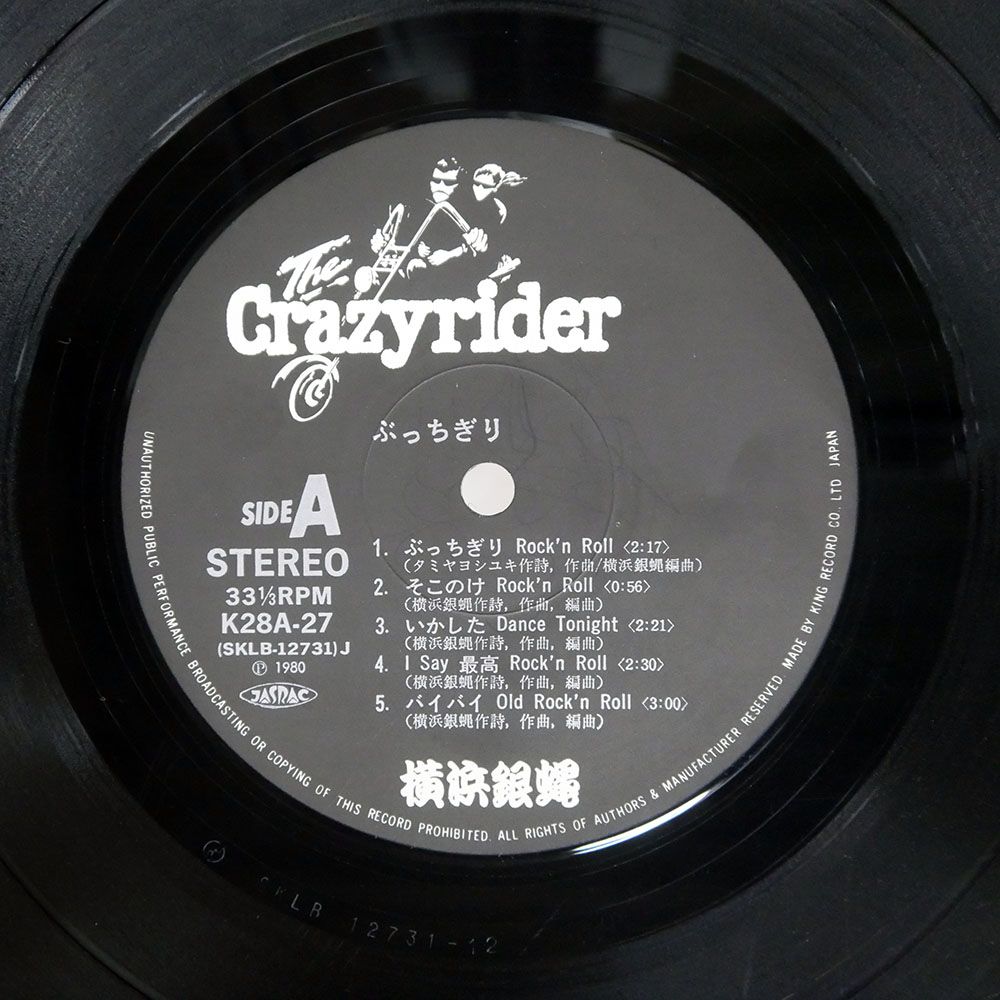 The
Crazyrider
ぶっちぎり
SIDE A
STEREO
33⅓RPM
K28A-27
(SKLB-12731) J
Ⓟ 1980
JASRAC
1. ぶっちぎり Rock'n Roll <2:17>
(タミヤヨシユキ作詩, 作曲/横浜銀蝿編曲)
2. そこのけ Rock'n Roll <0:56>
(横浜銀蝿作詩, 作曲, 編曲)
3. いかした Dance Tonight <2:21>
(横浜銀蝿作詩, 作曲, 編曲)
4. I Say 最高 Rock'n Roll <2:30>
(横浜銀蝿作詩, 作曲, 編曲)
5. バイバイ Old Rock'n Roll <3:00>
(横浜銀蝿作詩, 作曲, 編曲)
横浜銀蝿
UNAUTHORIZED PUBLIC PERFORMANCE BROADCASTING OR COPYING OF THIS RECORD PROHIBITED. ALL RIGHTS OF AUTHORS & MANUFACTURER RESERVED. MADE BY KING RECORD CO. LTD JAPAN
SKLB 12731-12